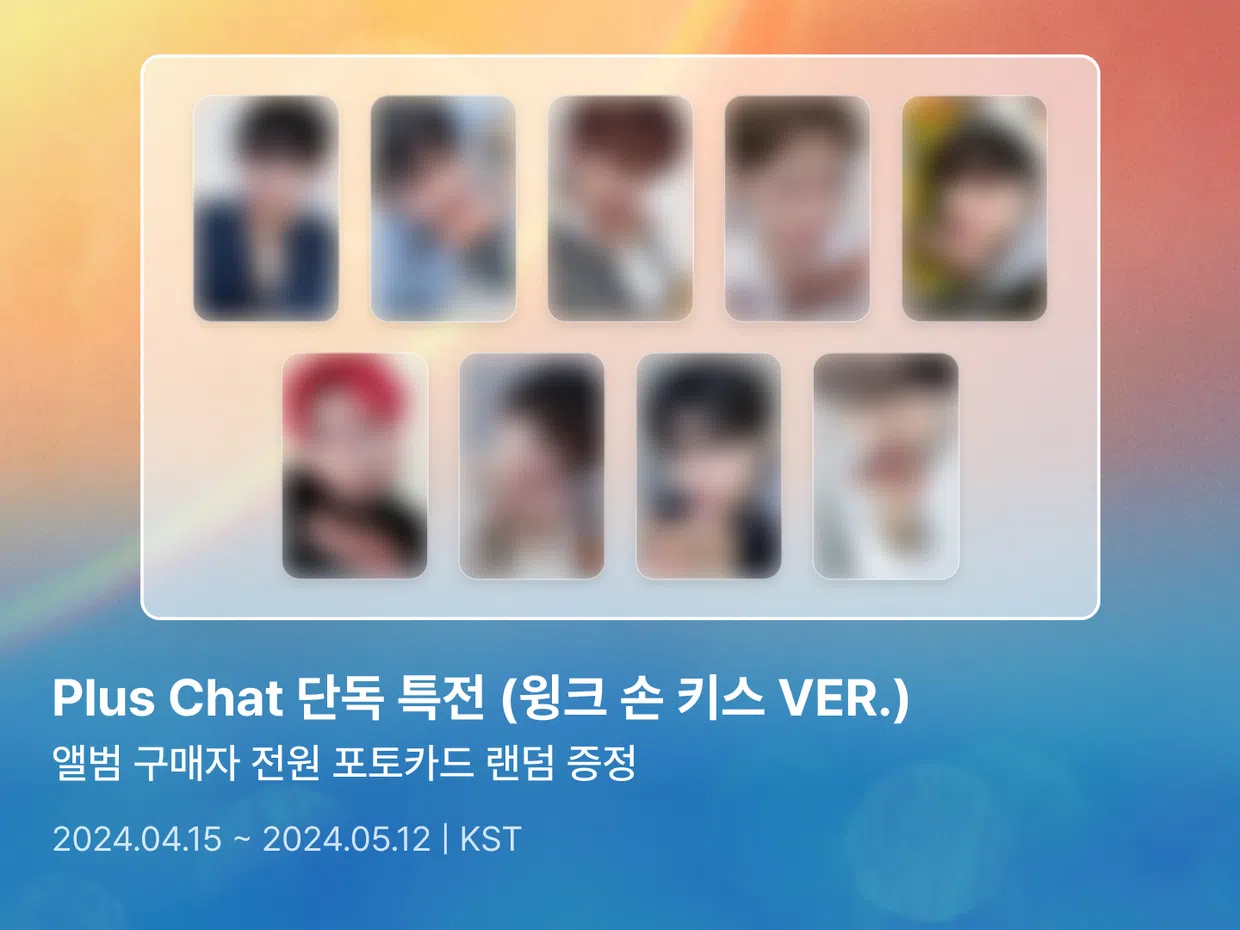 Plus Chat 단독 특전 (윙크 손 키스 VER.)
앨범 구매자 전원 포토카드 랜덤 증정
2024.04.15 ~ 2024.05.12 | KST